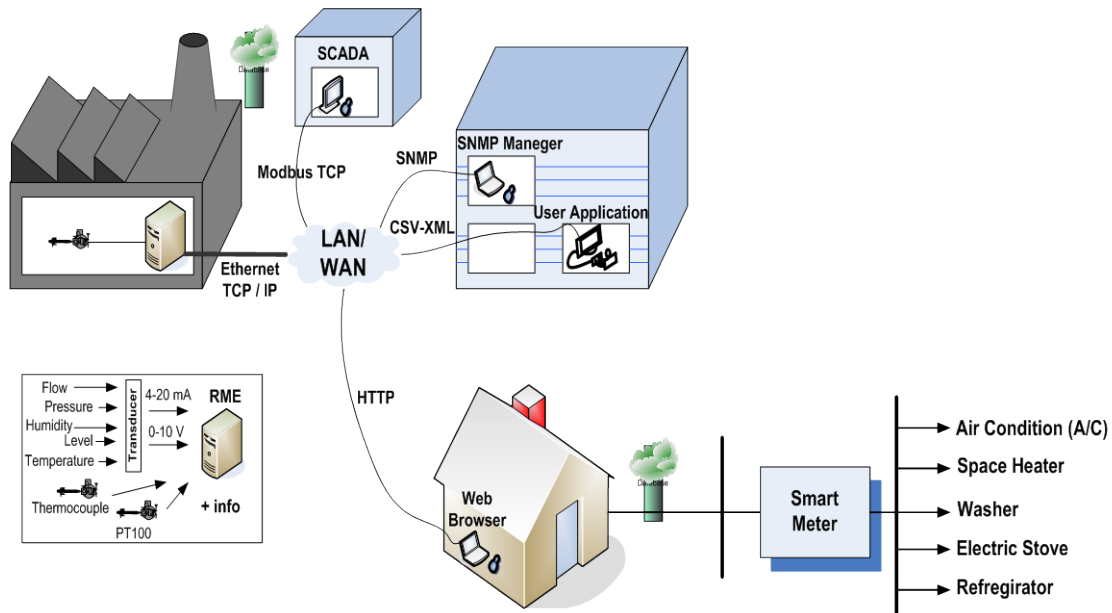 SCADA
Database
SNMP Maneger
SNMP
Modbus TCP
User Application
CSV-XML
LAN/
WAN
Ethernet
TCP / IP
HTTP
Flow
Pressure
Humidity
Level
Temperature
Transducer
4-20 mA
0-10 V
RME
Thermocouple
+ info
PT100
Web
Browser
Database
Smart
Meter
Air Condition (A/C)
Space Heater
Washer
Electric Stove
Refregirator